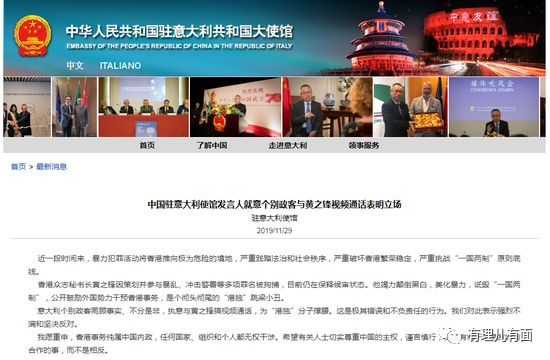 中华人民共和国驻意大利共和国大使馆
中意友谊
EMBASSY OF THE PEOPLE'S REPUBLIC OF CHINA IN THE REPUBLIC OF ITALY
中文 ITALIANO
媒体吹风会
CONFERENZA STAMPA
首页 了解中国 走进意大利 领事服务
首页 > 最新消息
中国驻意大利使馆发言人就意个别政客与黄之锋视频通话表明立场
驻意大利使馆
2019/11/29
近一段时间来，暴力犯罪活动将香港推向极为危险的境地，严重践踏法治和社会秩序，严重破坏香港繁荣稳定，严重挑战“一国两制”原则底
线。
香港众志秘书长黄之锋因策划并参与暴乱、冲击警署等多项罪名被拘捕，目前仍在保释候审状态。他竭力颠倒黑白，美化暴力，诋毁“一国两
制”，公开鼓励外国势力干预香港事务，是个彻头彻尾的“港独”跳梁小丑。
意大利个别政客罔顾事实、不分是非，执意与黄之锋搞视频通话，为“港独”分子撑腰。这是极其错误和不负责任的行为。我们对此表示强烈不
满和坚决反对。
我愿重申，香港事务纯属中国内政，任何国家、组织和个人都无权干涉。希望有关人士切实尊重中国的主权，谨言慎行
合作的事，而不是相反。
有理儿有面